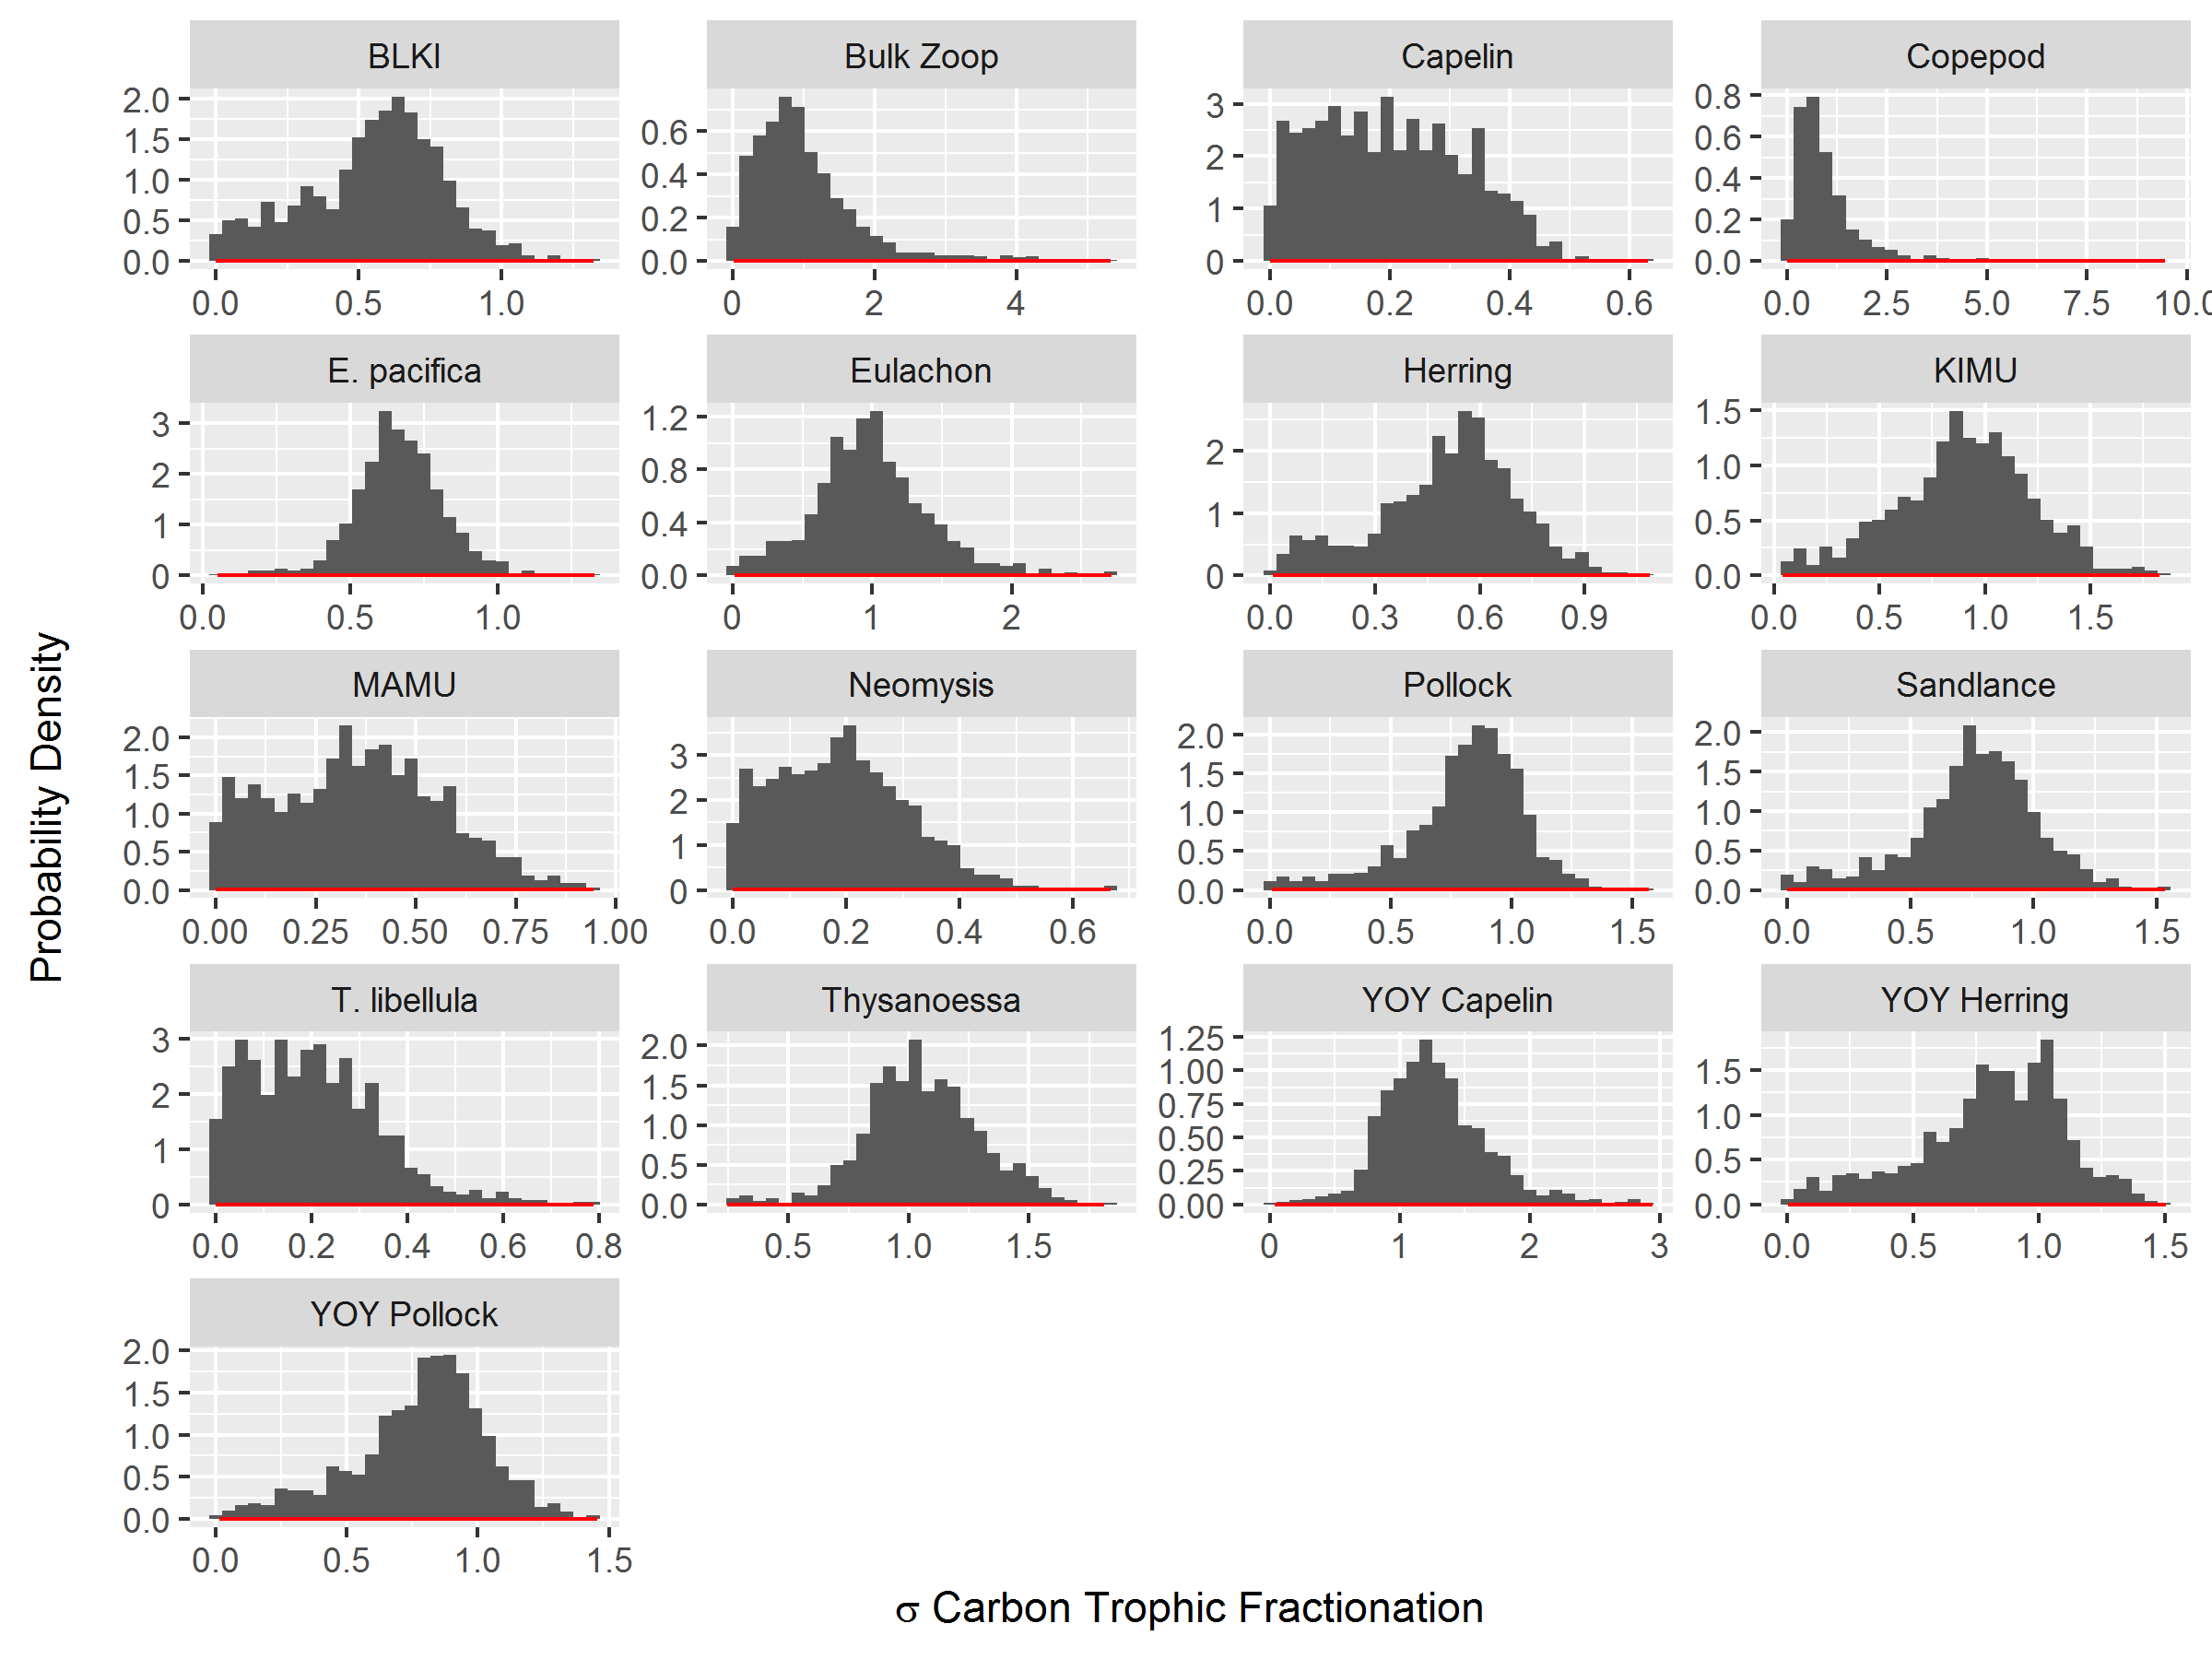 BLKI Bulk Zoop Capelin Copepod
2.0 1.5 1.0 0.5 0.0
0.6 0.4 0.2 0.0
3 2 1 0
0.8 0.6 0.4 0.2 0.0
0.0 0.5 1.0
0 2 4
0.0 0.2 0.4 0.6
0.0 2.5 5.0 7.5 10.0
E. pacifica Eulachon Herring KIMU
3 2 1 0
1.2 0.8 0.4 0.0
2 1 0
1.5 1.0 0.5 0.0
0.0 0.5 1.0
0 1 2
0.0 0.3 0.6 0.9
0.0 0.5 1.0 1.5
Probability Density
MAMU Neomysis Pollock Sandlance
2.0 1.5 1.0 0.5 0.0
3 2 1 0
2.0 1.5 1.0 0.5 0.0
2.0 1.5 1.0 0.5 0.0
0.00 0.25 0.50 0.75 1.00
0.0 0.2 0.4 0.6
0.0 0.5 1.0 1.5
0.0 0.5 1.0 1.5
T. libellula Thysanoessa YOY Capelin YOY Herring
3 2 1 0
2.0 1.5 1.0 0.5 0.0
1.25 1.00 0.75 0.50 0.25 0.00
1.5 1.0 0.5 0.0
0.0 0.2 0.4 0.6 0.8
0.5 1.0 1.5
0 1 2 3
0.0 0.5 1.0 1.5
YOY Pollock
2.0 1.5 1.0 0.5 0.0
0.0 0.5 1.0 1.5
σ Carbon Trophic Fractionation